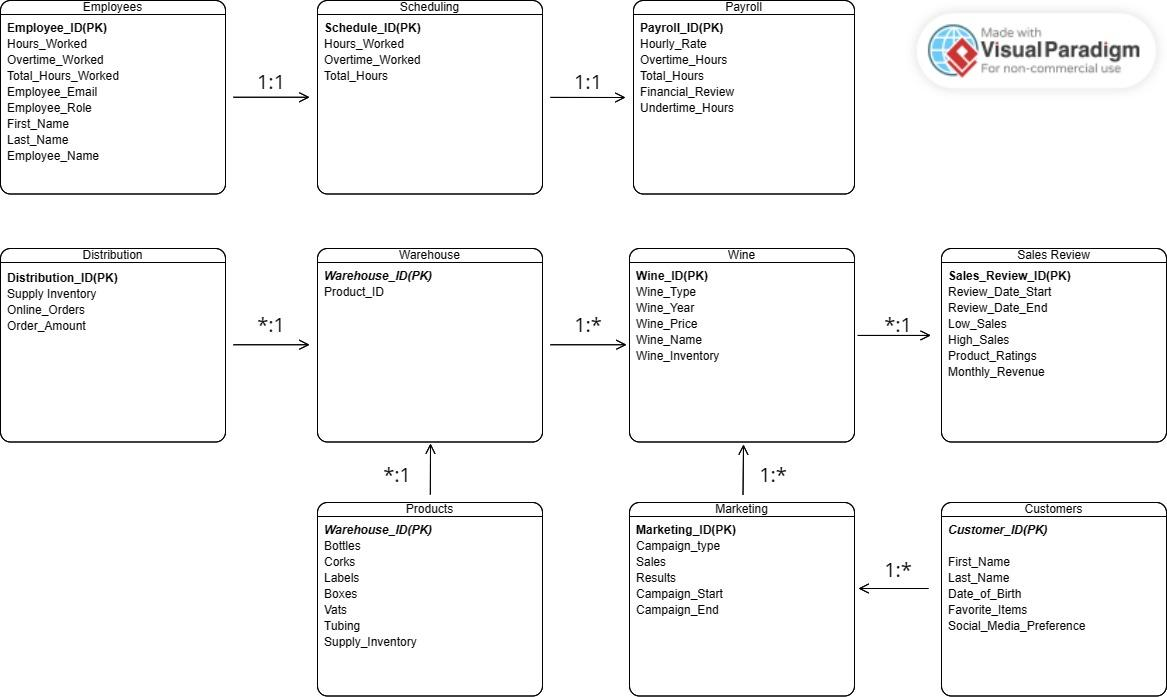 Employees
Employee_ID(PK)
Hours_Worked
Overtime_Worked
Total_Hours_Worked
Employee_Email
Employee_Role
First_Name
Last_Name
Employee_Name
1:1
Scheduling
Schedule_ID(PK)
Hours_Worked
Overtime_Worked
Total_Hours
1:1
Payroll
Payroll_ID(PK)
Hourly_Rate
Overtime_Hours
Total_Hours
Financial_Review
Undertime_Hours
Made with
VisualParadigm
For non-commercial use
Distribution
Distribution_ID(PK)
Supply Inventory
Online_Orders
Order_Amount
*:1
Warehouse
Warehouse_ID(PK)
Product_ID
1:*
Wine
Wine_ID(PK)
Wine_Type
Wine_Year
Wine_Price
Wine_Name
Wine_Inventory
*:1
Sales Review
Sales_Review_ID(PK)
Review_Date_Start
Review_Date_End
Low_Sales
High_Sales
Product_Ratings
Monthly_Revenue
*:1
1:*
Products
Warehouse_ID(PK)
Bottles
Corks
Labels
Boxes
Vats
Tubing
Supply_Inventory
Marketing
Marketing_ID(PK)
Campaign_type
Sales
Results
Campaign_Start
Campaign_End
1:*
Customers
Customer_ID(PK)
First_Name
Last_Name
Date_of_Birth
Favorite_Items
Social_Media_Preference